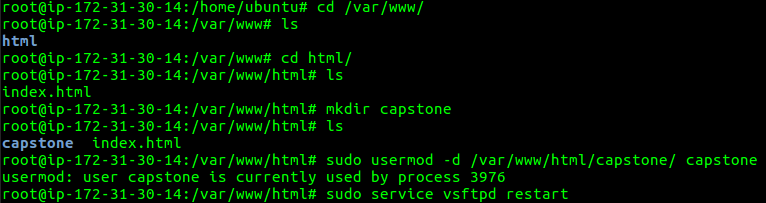 root@ip-172-31-30-14:/home/ubuntu# cd /var/www/
root@ip-172-31-30-14:/var/www# ls
html
root@ip-172-31-30-14:/var/www# cd html/
root@ip-172-31-30-14:/var/www/html# ls
index.html
root@ip-172-31-30-14:/var/www/html# mkdir capstone
root@ip-172-31-30-14:/var/www/html# ls
capstone  index.html
root@ip-172-31-30-14:/var/www/html# sudo usermod -d /var/www/html/capstone/ capstone
usermod: user capstone is currently used by process 3976
root@ip-172-31-30-14:/var/www/html# sudo service vsftpd restart